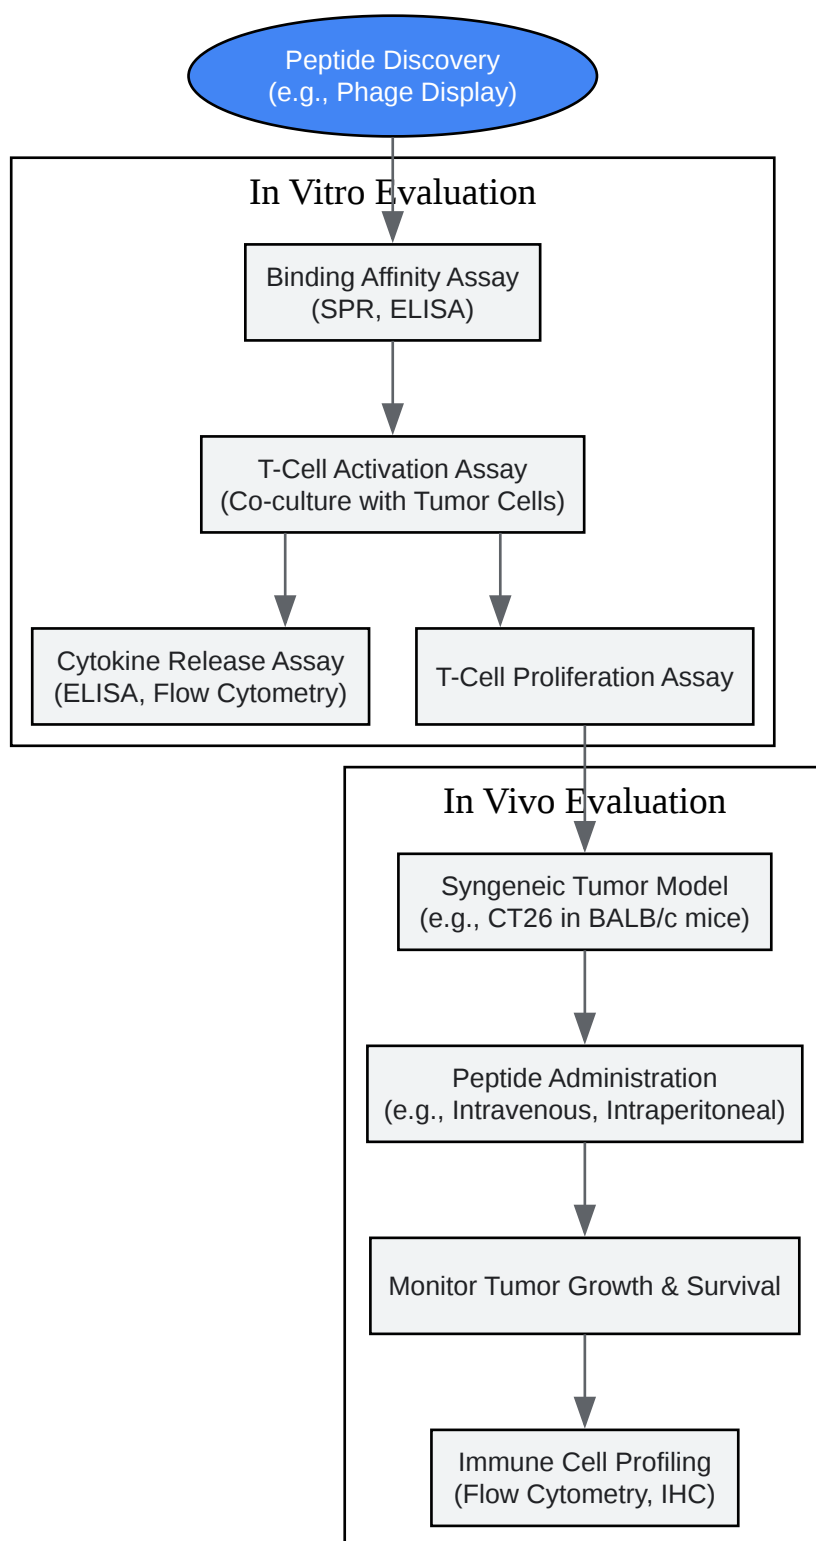 Peptide Discovery
(e.g., Phage Display)
In Vitro Evaluation
Binding Affinity Assay
(SPR, ELISA)
T-Cell Activation Assay
(Co-culture with Tumor Cells)
Cytokine Release Assay
(ELISA, Flow Cytometry)
T-Cell Proliferation Assay
In Vivo Evaluation
Syngeneic Tumor Model
(e.g., CT26 in BALB/c mice)
Peptide Administration
(e.g., Intravenous, Intraperitoneal)
Monitor Tumor Growth & Survival
Immune Cell Profiling
(Flow Cytometry, IHC)